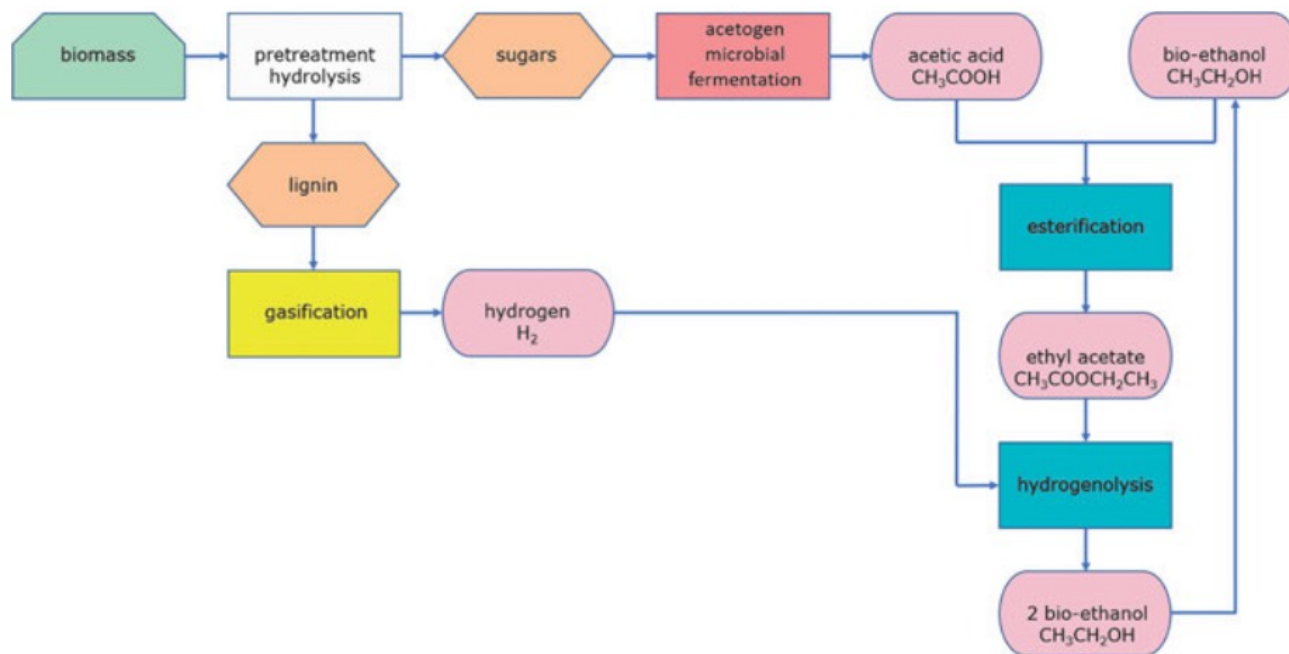 biomass
pretreatment
hydrolysis
sugars
acetogen
microbial
fermentation
acetic acid
CH₃COOH
bio-ethanol
CH₃CH₂OH
lignin
esterification
gasification
hydrogen
H₂
ethyl acetate
CH₃COOCH₂CH₃
hydrogenolysis
2 bio-ethanol
CH₃CH₂OH